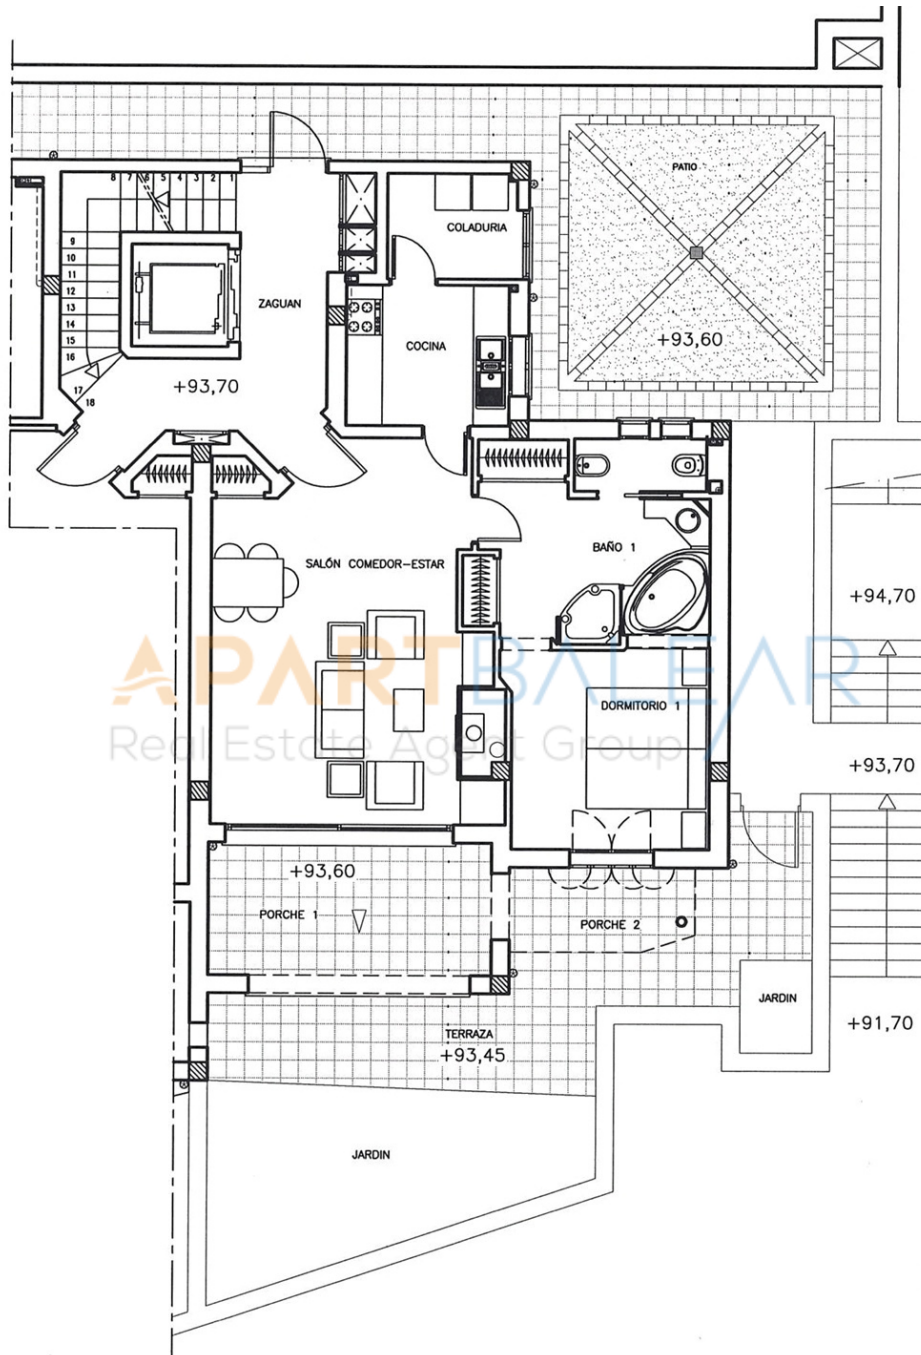 PATIO
8 7 6 5 4 3 2 1
COLADURIA
9
10
11
12
13
14
15
16
17
18
ZAGUAN
COCINA
+93,60
+93,70
BAÑO 1
SALÓN COMEDOR-ESTAR
+94,70
APARTBALEAR
DORMITORIO 1
Real Estate Agent Group
+93,70
+93,60
PORCHE 1
PORCHE 2
JARDIN
TERRAZA
+93,45
+91,70
JARDIN